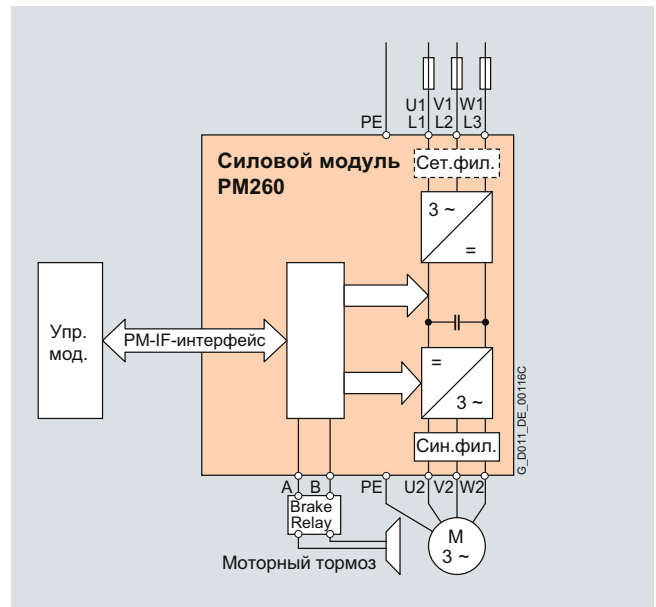 U1 V1 W1
PE L1 L2 L3
Силовой модуль
PM260
Сет.фил.
3 ~
=
Упр.
мод.
PM-IF-интерфейс
=
3 ~
Син.фил.
G_D011_DE_00116C
A B PE U2 V2 W2
Brake
Relay
M
3 ~
Моторный тормоз